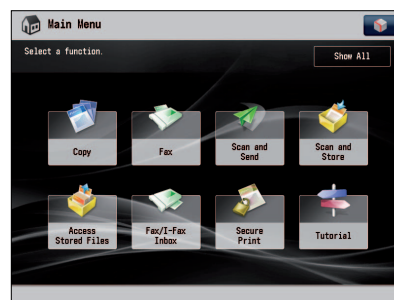 Main Menu
Select a function.
Show All
Copy
Fax
Scan and
Send
Scan and
Store
Access
Stored Files
Fax/I-Fax
Inbox
Secure
Print
Tutorial